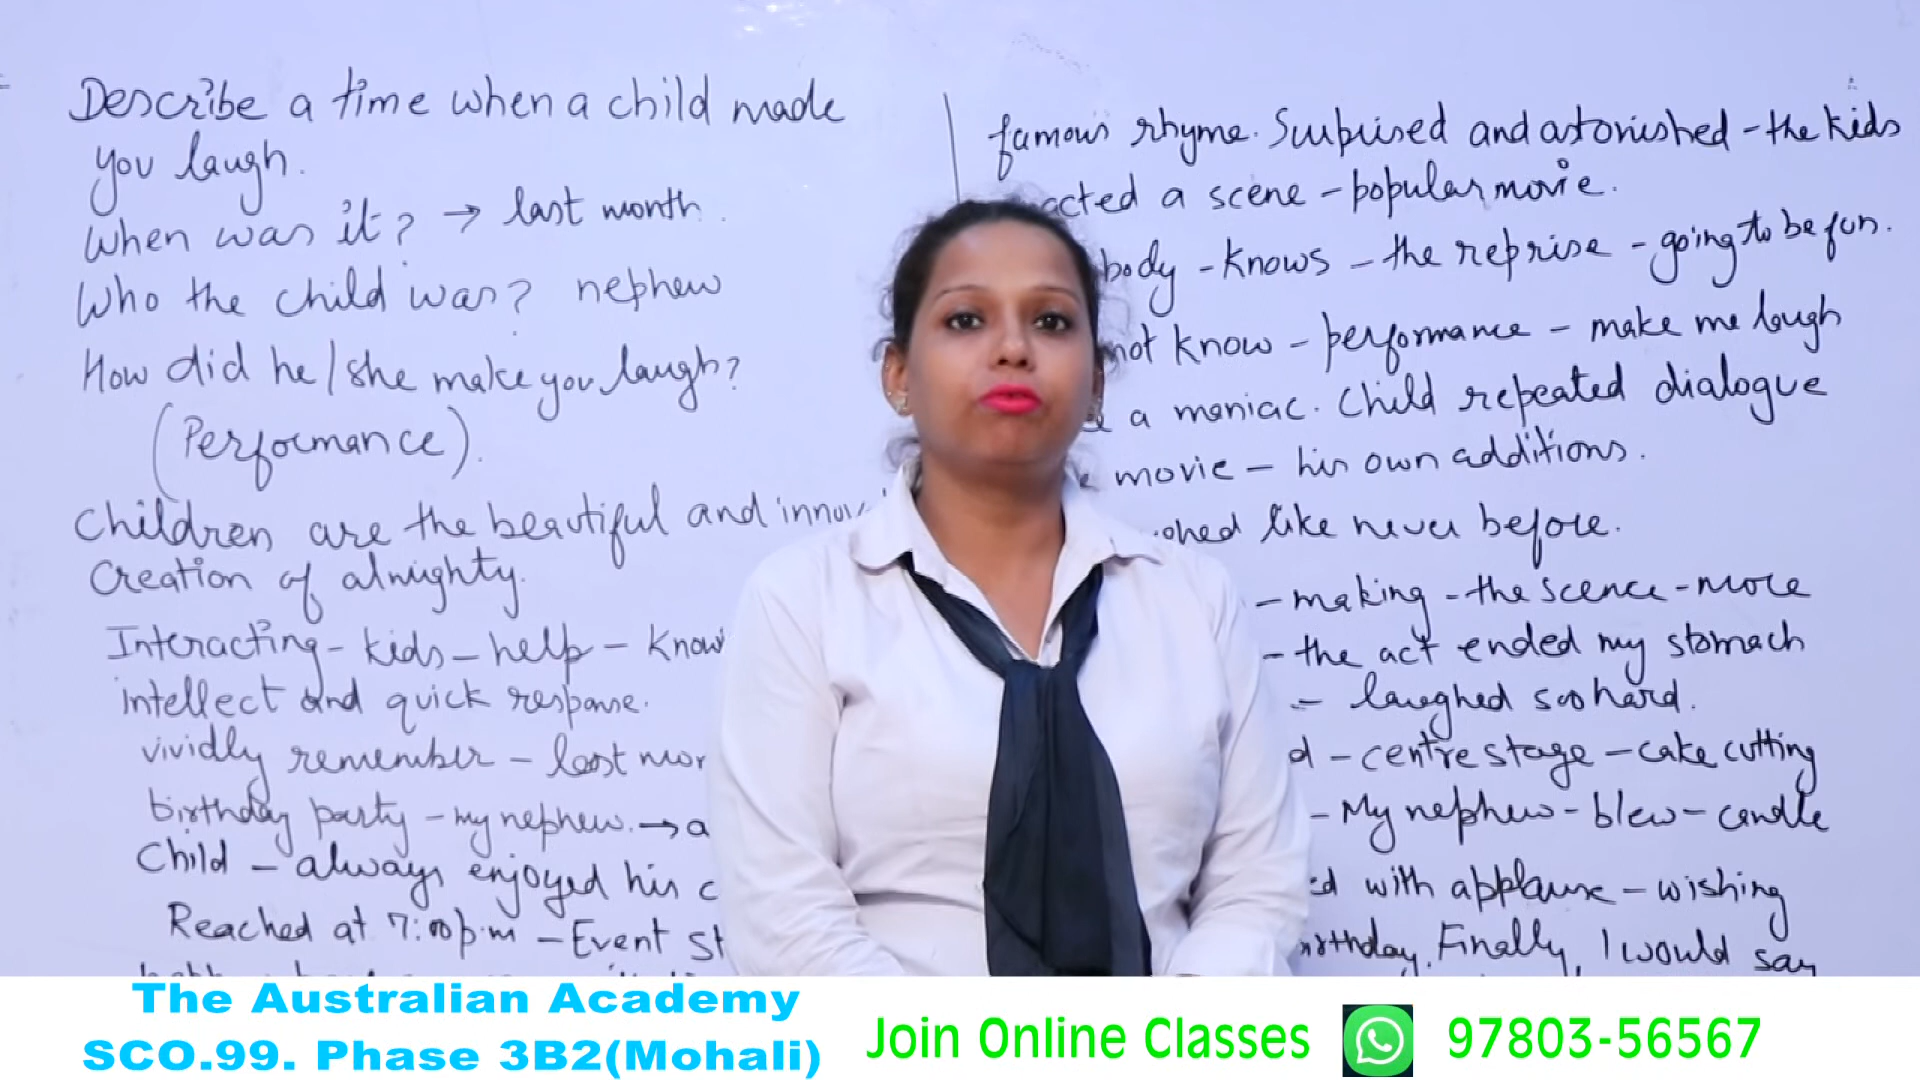 Describe a time when a child made
you laugh.
When was it? → last month.
Who the child was? nephew
How did he/she make you laugh?
(Performance).
Children are the beautiful and
Creation of almighty.
Interacting - kids - help -
intellect and quick response.
vividly remember - last
birthday party - my nephew. →
Child - always enjoyed his
Reached at 7:00 p.m - Event
famous rhyme. Surprised and astonished - the kids
acted a scene - popular movie.
body - knows - the reprise - going to be fun.
not know - performance - make me laugh
a maniac. Child repeated dialogue
movie - his own additions.
like never before.
- making - the scence - more
- the act ended my stomach
- laughed soo hard.
- centre stage - cake cutting
- My nephew - blew - candle
with applause - wishing
birthday. Finally, I would say
The Australian Academy
SCO.99. Phase 3B2(Mohali)
Join Online Classes
97803-56567